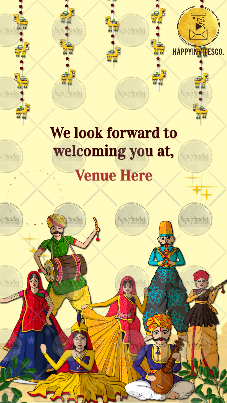 HAPPYINVITESCO.
We look forward to
welcoming you at,
Venue Here